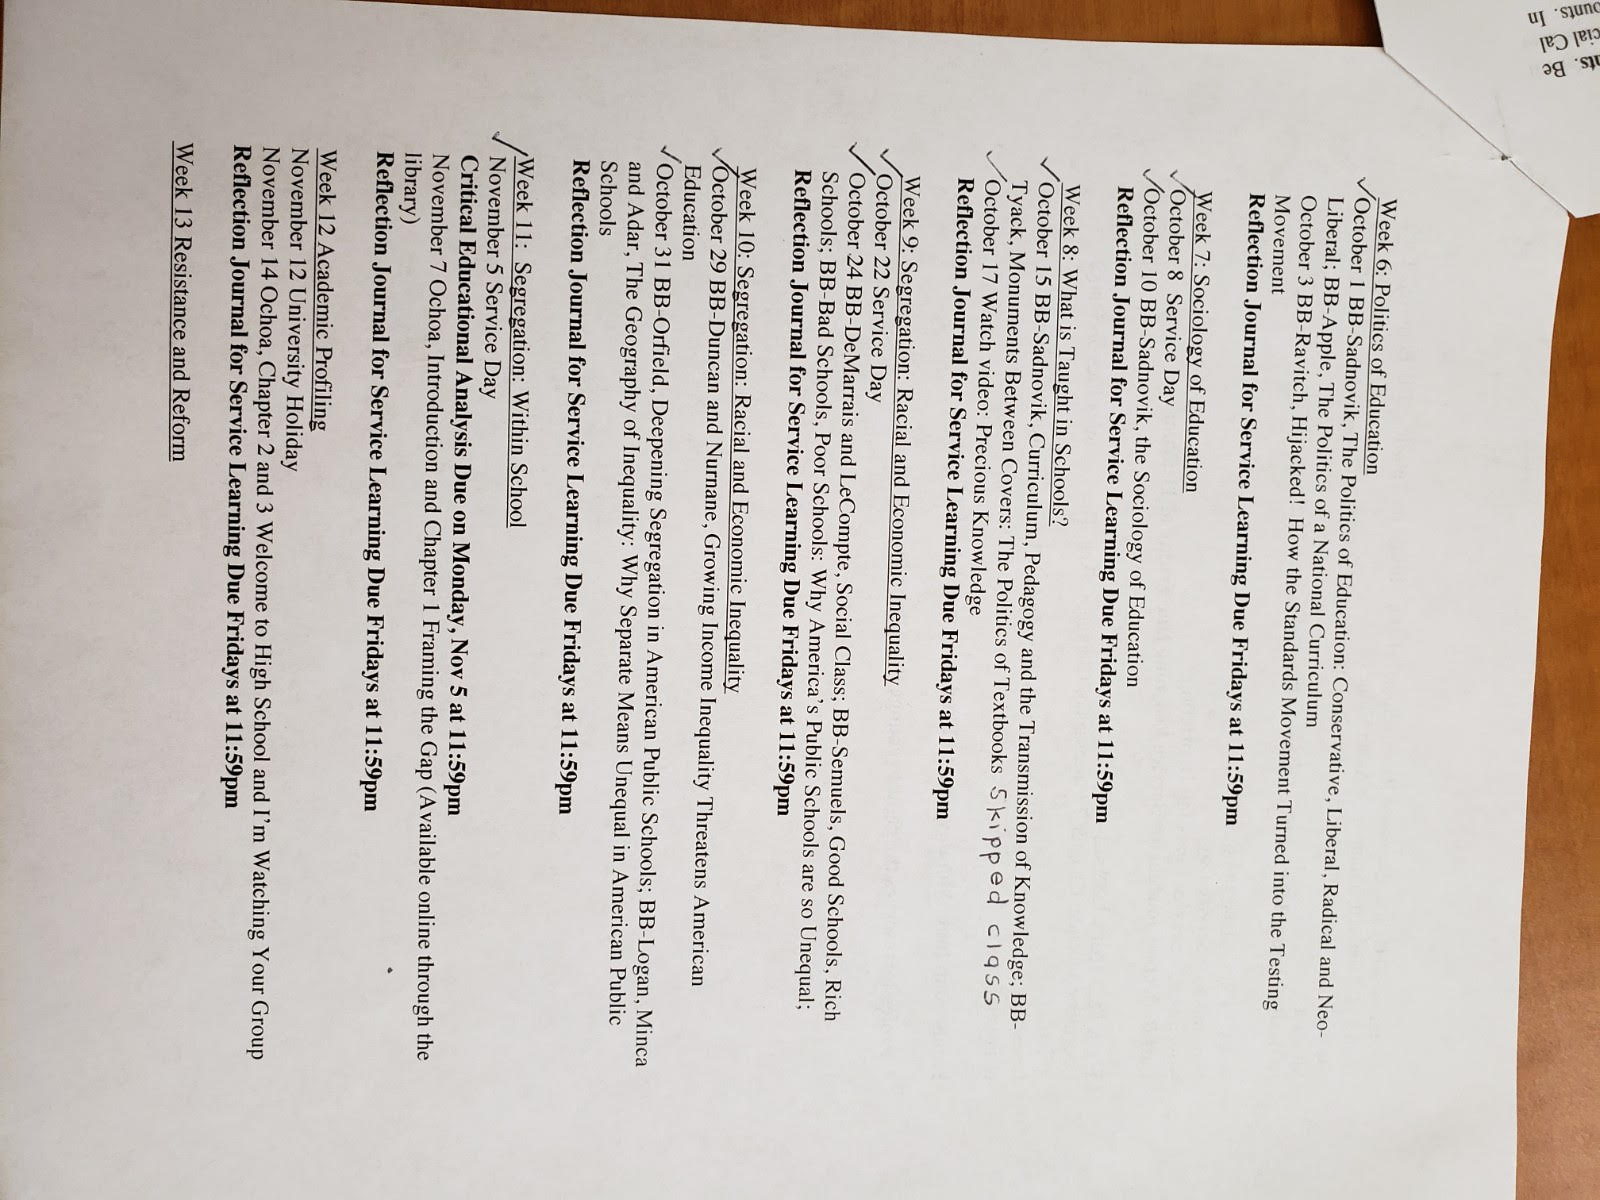 Week 6: Politics of Education
✓October 1 BB-Sadnovik, The Politics of Education: Conservative, Liberal, Radical and Neo-
Liberal; BB-Apple, The Politics of a National Curriculum
October 3 BB-Ravitch, Hijacked! How the Standards Movement Turned into the Testing
Movement
Reflection Journal for Service Learning Due Fridays at 11:59pm
Week 7: Sociology of Education
✓October 8 Service Day
✓October 10 BB-Sadnovik, the Sociology of Education
Reflection Journal for Service Learning Due Fridays at 11:59pm
Week 8: What is Taught in Schools?
✓October 15 BB-Sadnovik, Curriculum, Pedagogy and the Transmission of Knowledge; BB-
Tyack, Monuments Between Covers: The Politics of Textbooks Skipped class
✓October 17 Watch video: Precious Knowledge
Reflection Journal for Service Learning Due Fridays at 11:59pm
Week 9: Segregation: Racial and Economic Inequality
✓October 22 Service Day
✓October 24 BB-DeMarrais and LeCompte, Social Class; BB-Semuels, Good Schools, Rich
Schools; BB-Bad Schools, Poor Schools: Why America's Public Schools are so Unequal;
Reflection Journal for Service Learning Due Fridays at 11:59pm
Week 10: Segregation: Racial and Economic Inequality
✓October 29 BB-Duncan and Nurnane, Growing Income Inequality Threatens American
Education
✓October 31 BB-Orfield, Deepening Segregation in American Public Schools; BB-Logan, Minca
and Adar, The Geography of Inequality: Why Separate Means Unequal in American Public
Schools
Reflection Journal for Service Learning Due Fridays at 11:59pm
Week 11: Segregation: Within School
✓November 5 Service Day
Critical Educational Analysis Due on Monday, Nov 5 at 11:59pm
November 7 Ochoa, Introduction and Chapter 1 Framing the Gap (Available online through the
library)
Reflection Journal for Service Learning Due Fridays at 11:59pm
Week 12 Academic Profiling
November 12 University Holiday
November 14 Ochoa, Chapter 2 and 3 Welcome to High School and I'm Watching Your Group
Reflection Journal for Service Learning Due Fridays at 11:59pm
Week 13 Resistance and Reform
Be
Cal
In